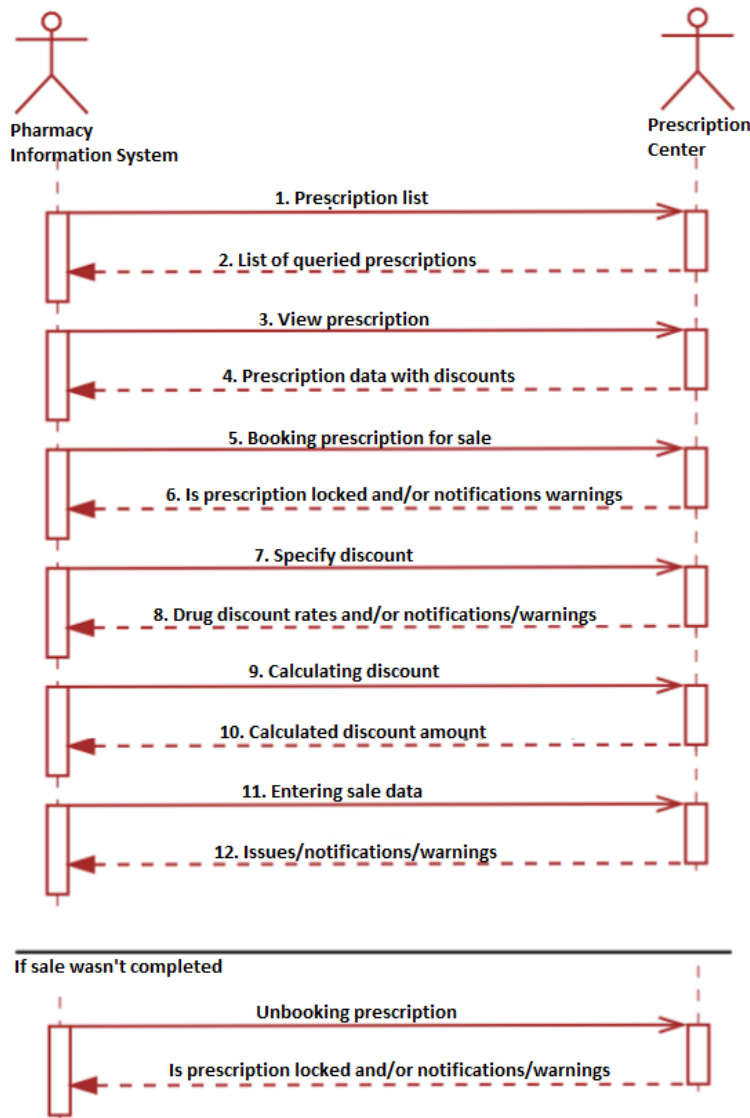 Pharmacy
Information System
Prescription
Center
1. Prescription list
2. List of queried prescriptions
3. View prescription
4. Prescription data with discounts
5. Booking prescription for sale
6. Is prescription locked and/or notifications warnings
7. Specify discount
8. Drug discount rates and/or notifications/warnings
9. Calculating discount
10. Calculated discount amount
11. Entering sale data
12. Issues/notifications/warnings
If sale wasn't completed
Unbooking prescription
Is prescription locked and/or notifications/warnings